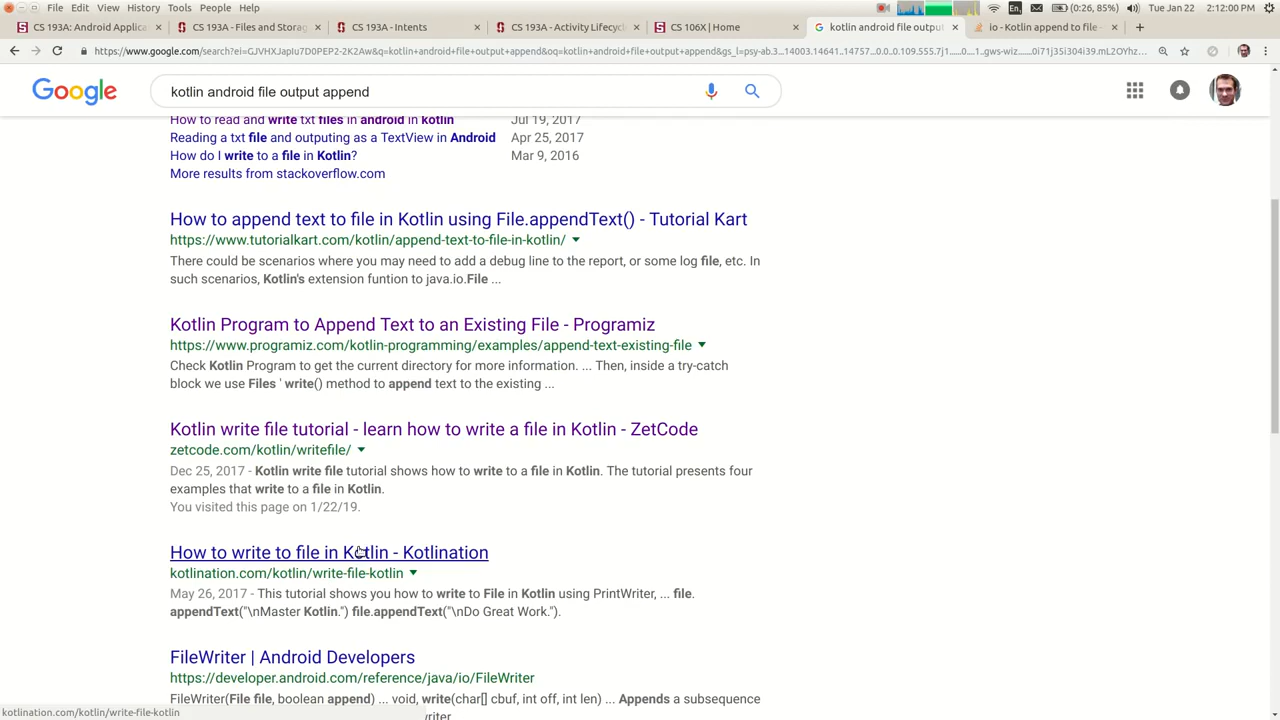 File Edit View History Tools People Help
En (0:26, 85%) Tue Jan 22 2:12:00 PM
CS 193A: Android Applica × CS 193A - Files and Storag × CS 193A - Intents × CS 193A - Activity Lifecycl × CS 106X | Home × kotlin android file output × io - Kotlin append to file - ×
https://www.google.com/search?ei=
Google kotlin android file output append
How to read and write txt files in android in kotlin Jul 19, 2017
Reading a txt file and outputing as a TextView in Android Apr 25, 2017
How do I write to a file in Kotlin? Mar 9, 2016
More results from stackoverflow.com
How to append text to file in Kotlin using File.appendText() - Tutorial Kart
https://www.tutorialkart.com/kotlin/append-text-to-file-in-kotlin/
There could be scenarios where you may need to add a debug line to the report, or some log file, etc. In
such scenarios, Kotlin's extension funtion to java.io.File ...
Kotlin Program to Append Text to an Existing File - Programiz
https://www.programiz.com/kotlin-programming/examples/append-text-existing-file
Check Kotlin Program to get the current directory for more information. ... Then, inside a try-catch
block we use Files ' write() method to append text to the existing ...
Kotlin write file tutorial - learn how to write a file in Kotlin - ZetCode
zetcode.com/kotlin/writefile/
Dec 25, 2017 - Kotlin write file tutorial shows how to write to a file in Kotlin. The tutorial presents four
examples that write to a file in Kotlin.
You visited this page on 1/22/19.
How to write to file in Kotlin - Kotlination
kotlination.com/kotlin/write-file-kotlin
May 26, 2017 - This tutorial shows you how to write to File in Kotlin using PrintWriter, ... file.
appendText("\nMaster Kotlin.") file.appendText("\nDo Great Work.").
FileWriter | Android Developers
https://developer.android.com/reference/java/io/FileWriter
FileWriter(File file, boolean append) ... void, write(char[] cbuf, int off, int len) ... Appends a subsequence
kotlination.com/kotlin/write-file-kotlin